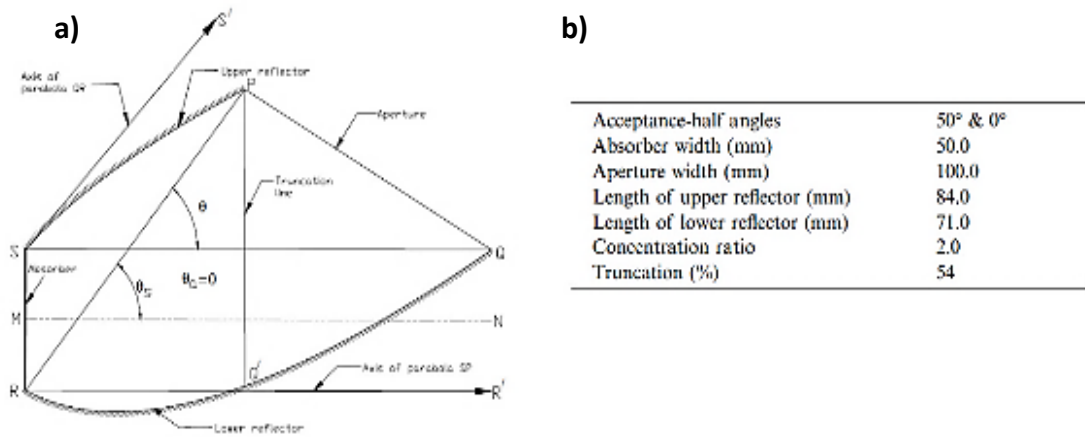 a)
S'
Axis of
parabola QR
Upper reflector
P
Aperture
Truncation
line
θ
S
Q
Absorber
θS
θG=0
M
N
Q'
Axis of parabola SP
R
R'
Lower reflector
b)
Acceptance-half angles 50° & 0°
Absorber width (mm) 50.0
Aperture width (mm) 100.0
Length of upper reflector (mm) 84.0
Length of lower reflector (mm) 71.0
Concentration ratio 2.0
Truncation (%) 54